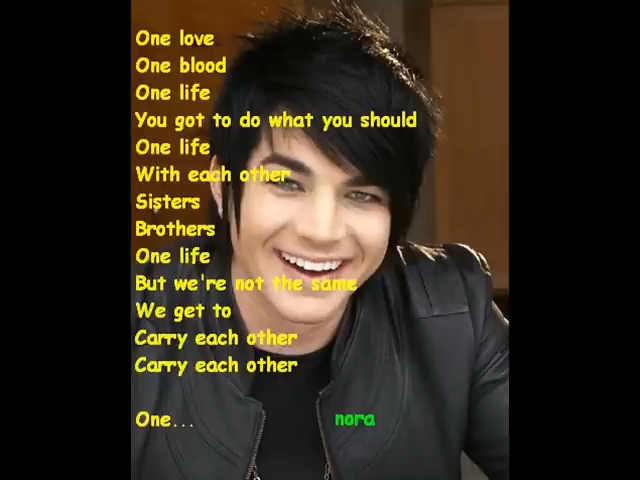 One love
One blood
One life
You got to do what you should
One life
With each other
Sisters
Brothers
One life
But we're not the same
We get to
Carry each other
Carry each other
One...
nora